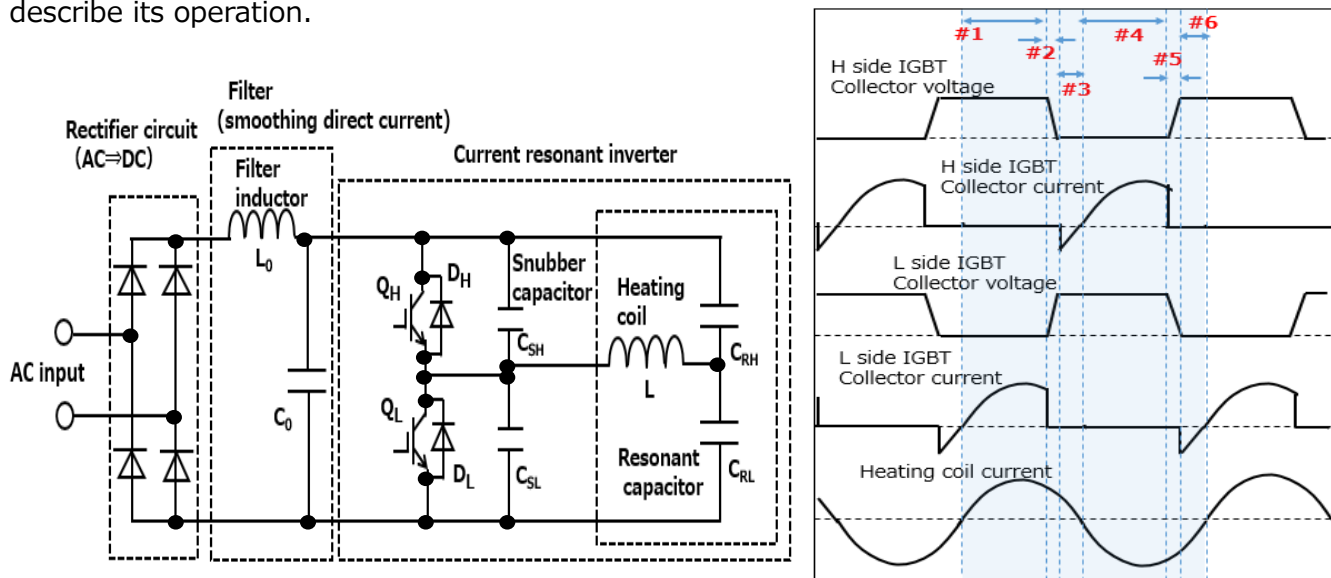 describe its operation.
Filter
(smoothing direct current)
Rectifier circuit
(AC⇒DC)
Current resonant inverter
Filter
inductor
L0
QH
DH
Snubber
capacitor
Heating
coil
CSH
CRH
L
AC input
C0
QL
DL
CSL
Resonant
capacitor
CRL
#1
#2
#3
#4
#5
#6
H side IGBT
Collector voltage
H side IGBT
Collector current
L side IGBT
Collector voltage
L side IGBT
Collector current
Heating coil current